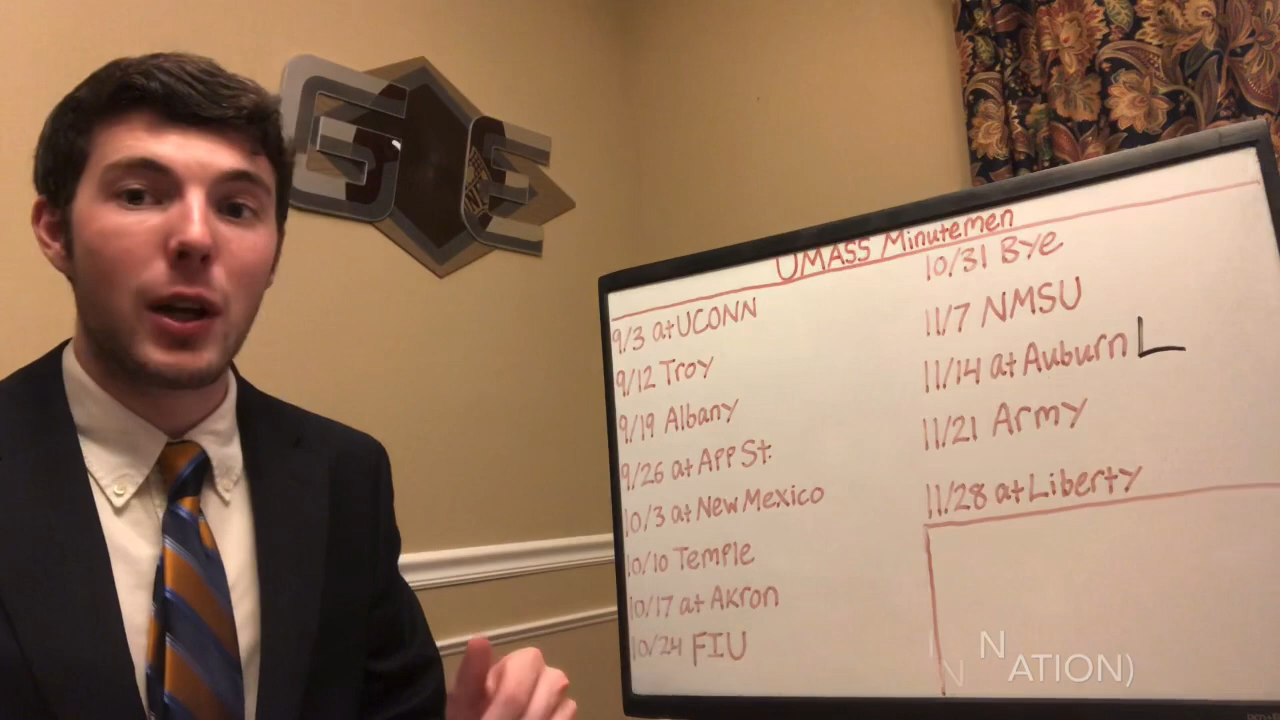 GE
UMASS Minutemen
9/3 at UCONN
9/12 Troy
9/19 Albany
9/26 at App St.
10/3 at New Mexico
10/10 Temple
10/17 at Akron
10/24 FIU
10/31 Bye
11/7 NMSU
11/14 at Auburn L
11/21 Army
11/28 at Liberty
N
N ATION)